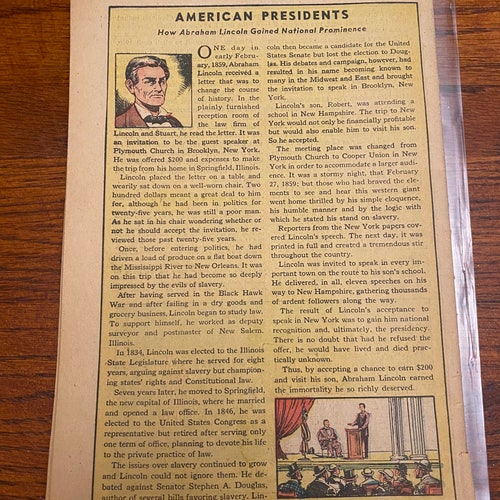 AMERICAN PRESIDENTS
How Abraham Lincoln Gained National Prominence
ONE day in
early Febru-
ary, 1859, Abraham
Lincoln received a
letter that was to
change the course
of history. In the
plainly furnished
reception room of
the law firm of
Lincoln and Stuart, he read the letter. It was
an invitation to be the guest speaker at
Plymouth Church in Brooklyn, New York.
He was offered $200 and expenses to make
the trip from his home in Springfield, Illinois.
Lincoln placed the letter on a table and
wearily sat down on a well-worn chair. Two
hundred dollars meant a great deal to him
for, although he had been in politics for
twenty-five years, he was still a poor man.
As he sat in his chair wondering whether or
not he should accept the invitation, he re-
viewed those past twenty-five years.
Once, before entering politics, he had
driven a load of produce on a flat boat down
the Mississippi River to New Orleans. It was
on this trip that he had become so deeply
impressed by the evils of slavery.
After having served in the Black Hawk
War and after failing in a dry goods and
grocery business, Lincoln began to study law.
To support himself, he worked as deputy
surveyor and postmaster of New Salem,
Illinois.
In 1834, Lincoln was elected to the Illinois
State Legislature where he served for eight
years, arguing against slavery but champion-
ing states' rights and Constitutional law.
Seven years later, he moved to Springfield,
the new capital of Illinois, where he married
and opened a law office. In 1846, he was
elected to the United States Congress as a
representative but retired after serving only
one term of office, planning to devote his life
to the private practice of law.
The issues over slavery continued to grow
and Lincoln could not ignore them. He de-
bated against Senator Stephen A. Douglas,
author of several bills favoring slavery. Lin-
coln then became a candidate for the United
States Senate but lost the election to Doug-
las. His debates and campaign, however, had
resulted in his name becoming known to
many in the Midwest and East and brought
the invitation to speak in Brooklyn, New
York.
Lincoln's son, Robert, was attending a
school in New Hampshire. The trip to New
York would not only be financially profitable
but would also enable him to visit his son.
So he accepted.
The meeting place was changed from
Plymouth Church to Cooper Union in New
York in order to accommodate a larger audi-
ence. It was a stormy night, that February
27, 1859; but those who had braved the ele-
ments to see and hear this western giant
went home thrilled by his simple eloquence,
his humble manner and by the logic with
which he stated his stand on slavery.
Reporters from the New York papers cov-
ered Lincoln's speech. The next day, it was
printed in full and created a tremendous stir
throughout the country.
Lincoln was invited to speak in every im-
portant town on the route to his son's school.
He delivered, in all, eleven speeches on his
way to New Hampshire, gathering thousands
of ardent followers along the way.
The result of Lincoln's acceptance to
speak in New York was to gain him national
recognition and, ultimately, the presidency.
There is no doubt that had he refused the
offer, he would have lived and died prac-
tically unknown.
Thus, by accepting a chance to earn $200
and visit his son, Abraham Lincoln earned
the immortality he so richly deserved.